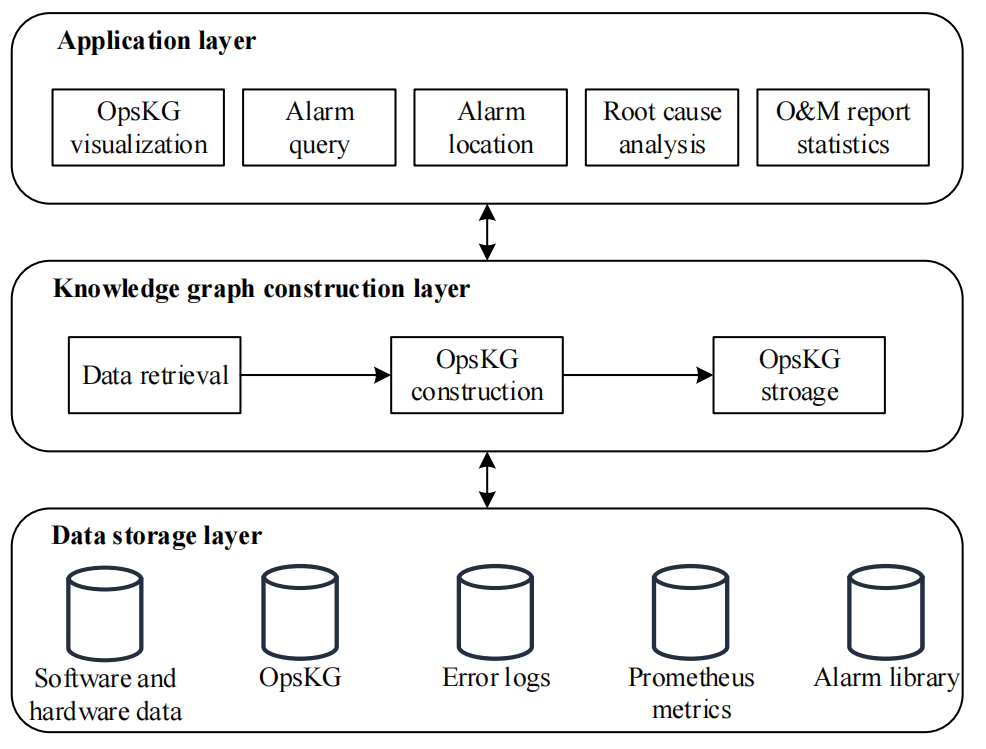 Application layer
OpsKG
visualization
Alarm
query
Alarm
location
Root cause
analysis
O&M report
statistics
Knowledge graph construction layer
Data retrieval
OpsKG
construction
OpsKG
stroage
Data storage layer
Software and
hardware data
OpsKG
Error logs
Prometheus
metrics
Alarm library